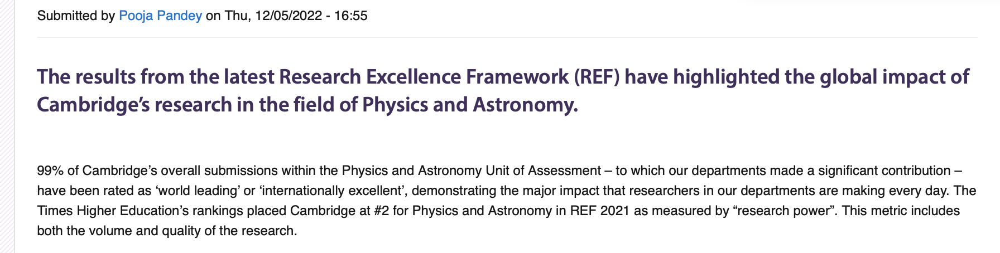 Submitted by Pooja Pandey on Thu, 12/05/2022 - 16:55
The results from the latest Research Excellence Framework (REF) have highlighted the global impact of
Cambridge’s research in the field of Physics and Astronomy.
99% of Cambridge’s overall submissions within the Physics and Astronomy Unit of Assessment – to which our departments made a significant contribution –
have been rated as ‘world leading’ or ‘internationally excellent’, demonstrating the major impact that researchers in our departments are making every day. The
Times Higher Education’s rankings placed Cambridge at #2 for Physics and Astronomy in REF 2021 as measured by “research power”. This metric includes
both the volume and quality of the research.